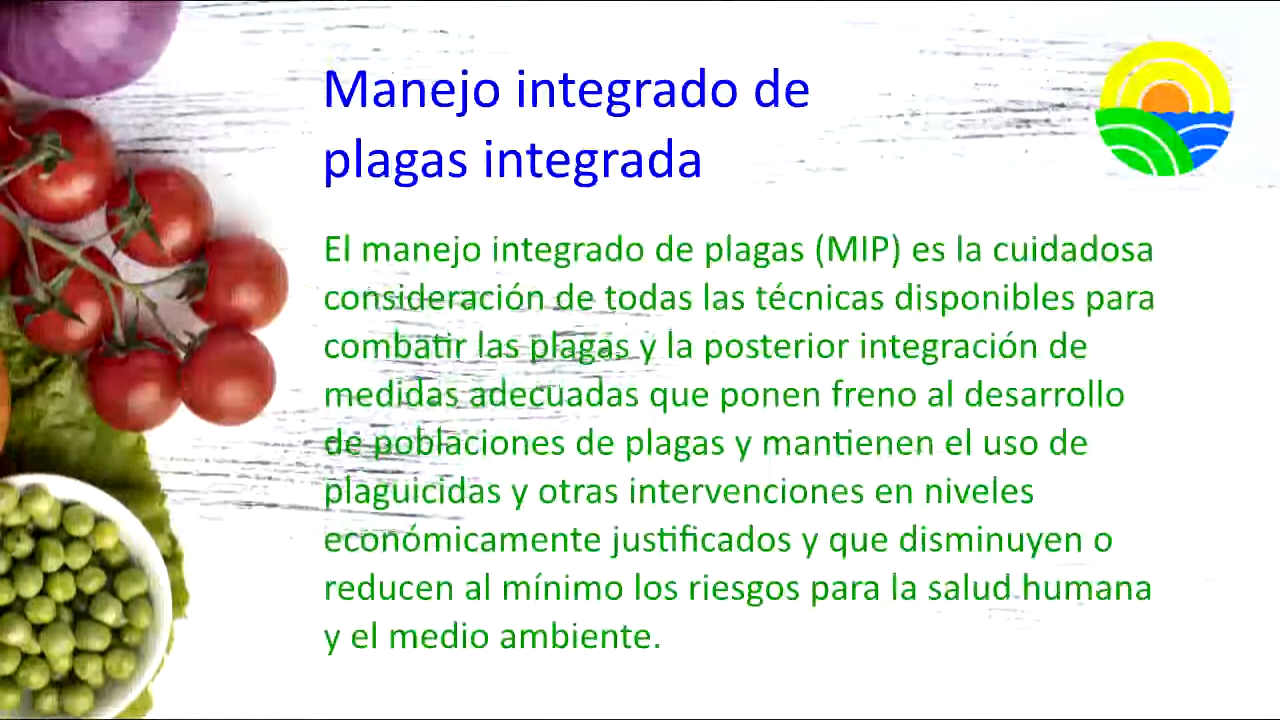 Manejo integrado de
plagas integrada
El manejo integrado de plagas (MIP) es la cuidadosa
consideración de todas las técnicas disponibles para
combatir las plagas y la posterior integración de
medidas adecuadas que ponen freno al desarrollo
de poblaciones de plagas y mantienen el uso de
plaguicidas y otras intervenciones en niveles
económicamente justificados y que disminuyen o
reducen al mínimo los riesgos para la salud humana
y el medio ambiente.